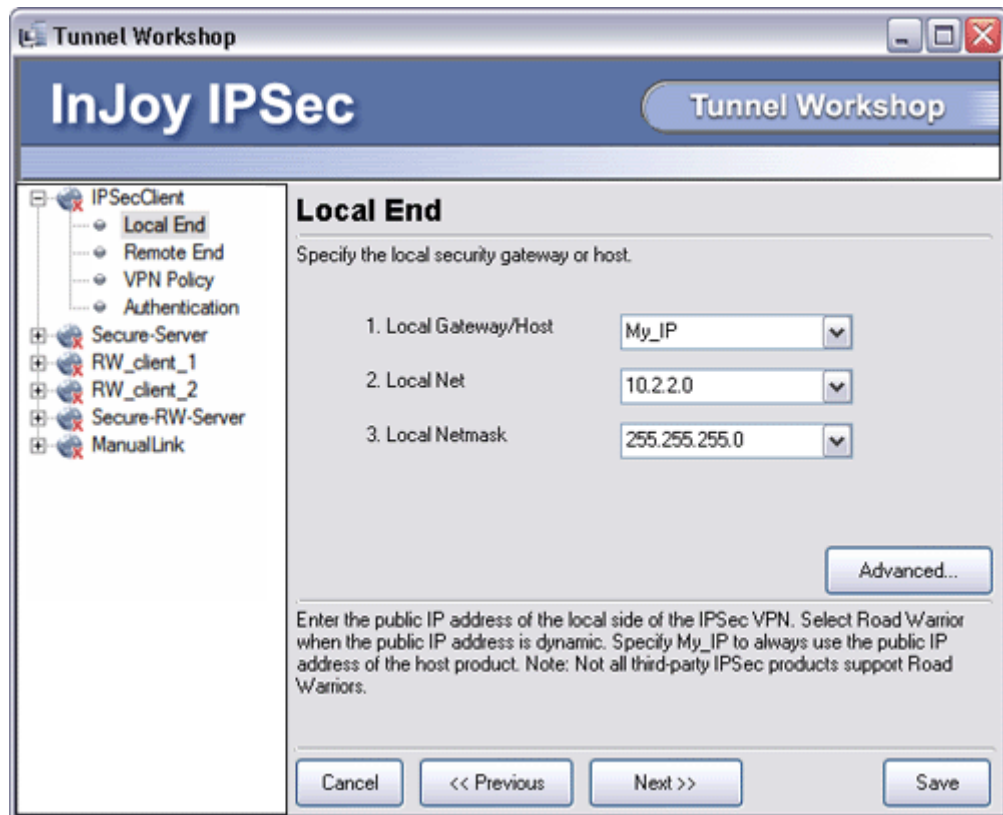 Tunnel Workshop
InJoy IPSec
Tunnel Workshop
IPSecClient
Local End
Remote End
VPN Policy
Authentication
Secure-Server
RW_client_1
RW_client_2
Secure-RW-Server
ManualLink
Local End
Specify the local security gateway or host.
1. Local Gateway/Host My_IP
2. Local Net 10.2.2.0
3. Local Netmask 255.255.255.0
Advanced...
Enter the public IP address of the local side of the IPSec VPN. Select Road Warrior
when the public IP address is dynamic. Specify My_IP to always use the public IP
address of the host product. Note: Not all third-party IPSec products support Road
Warriors.
Cancel << Previous Next >> Save